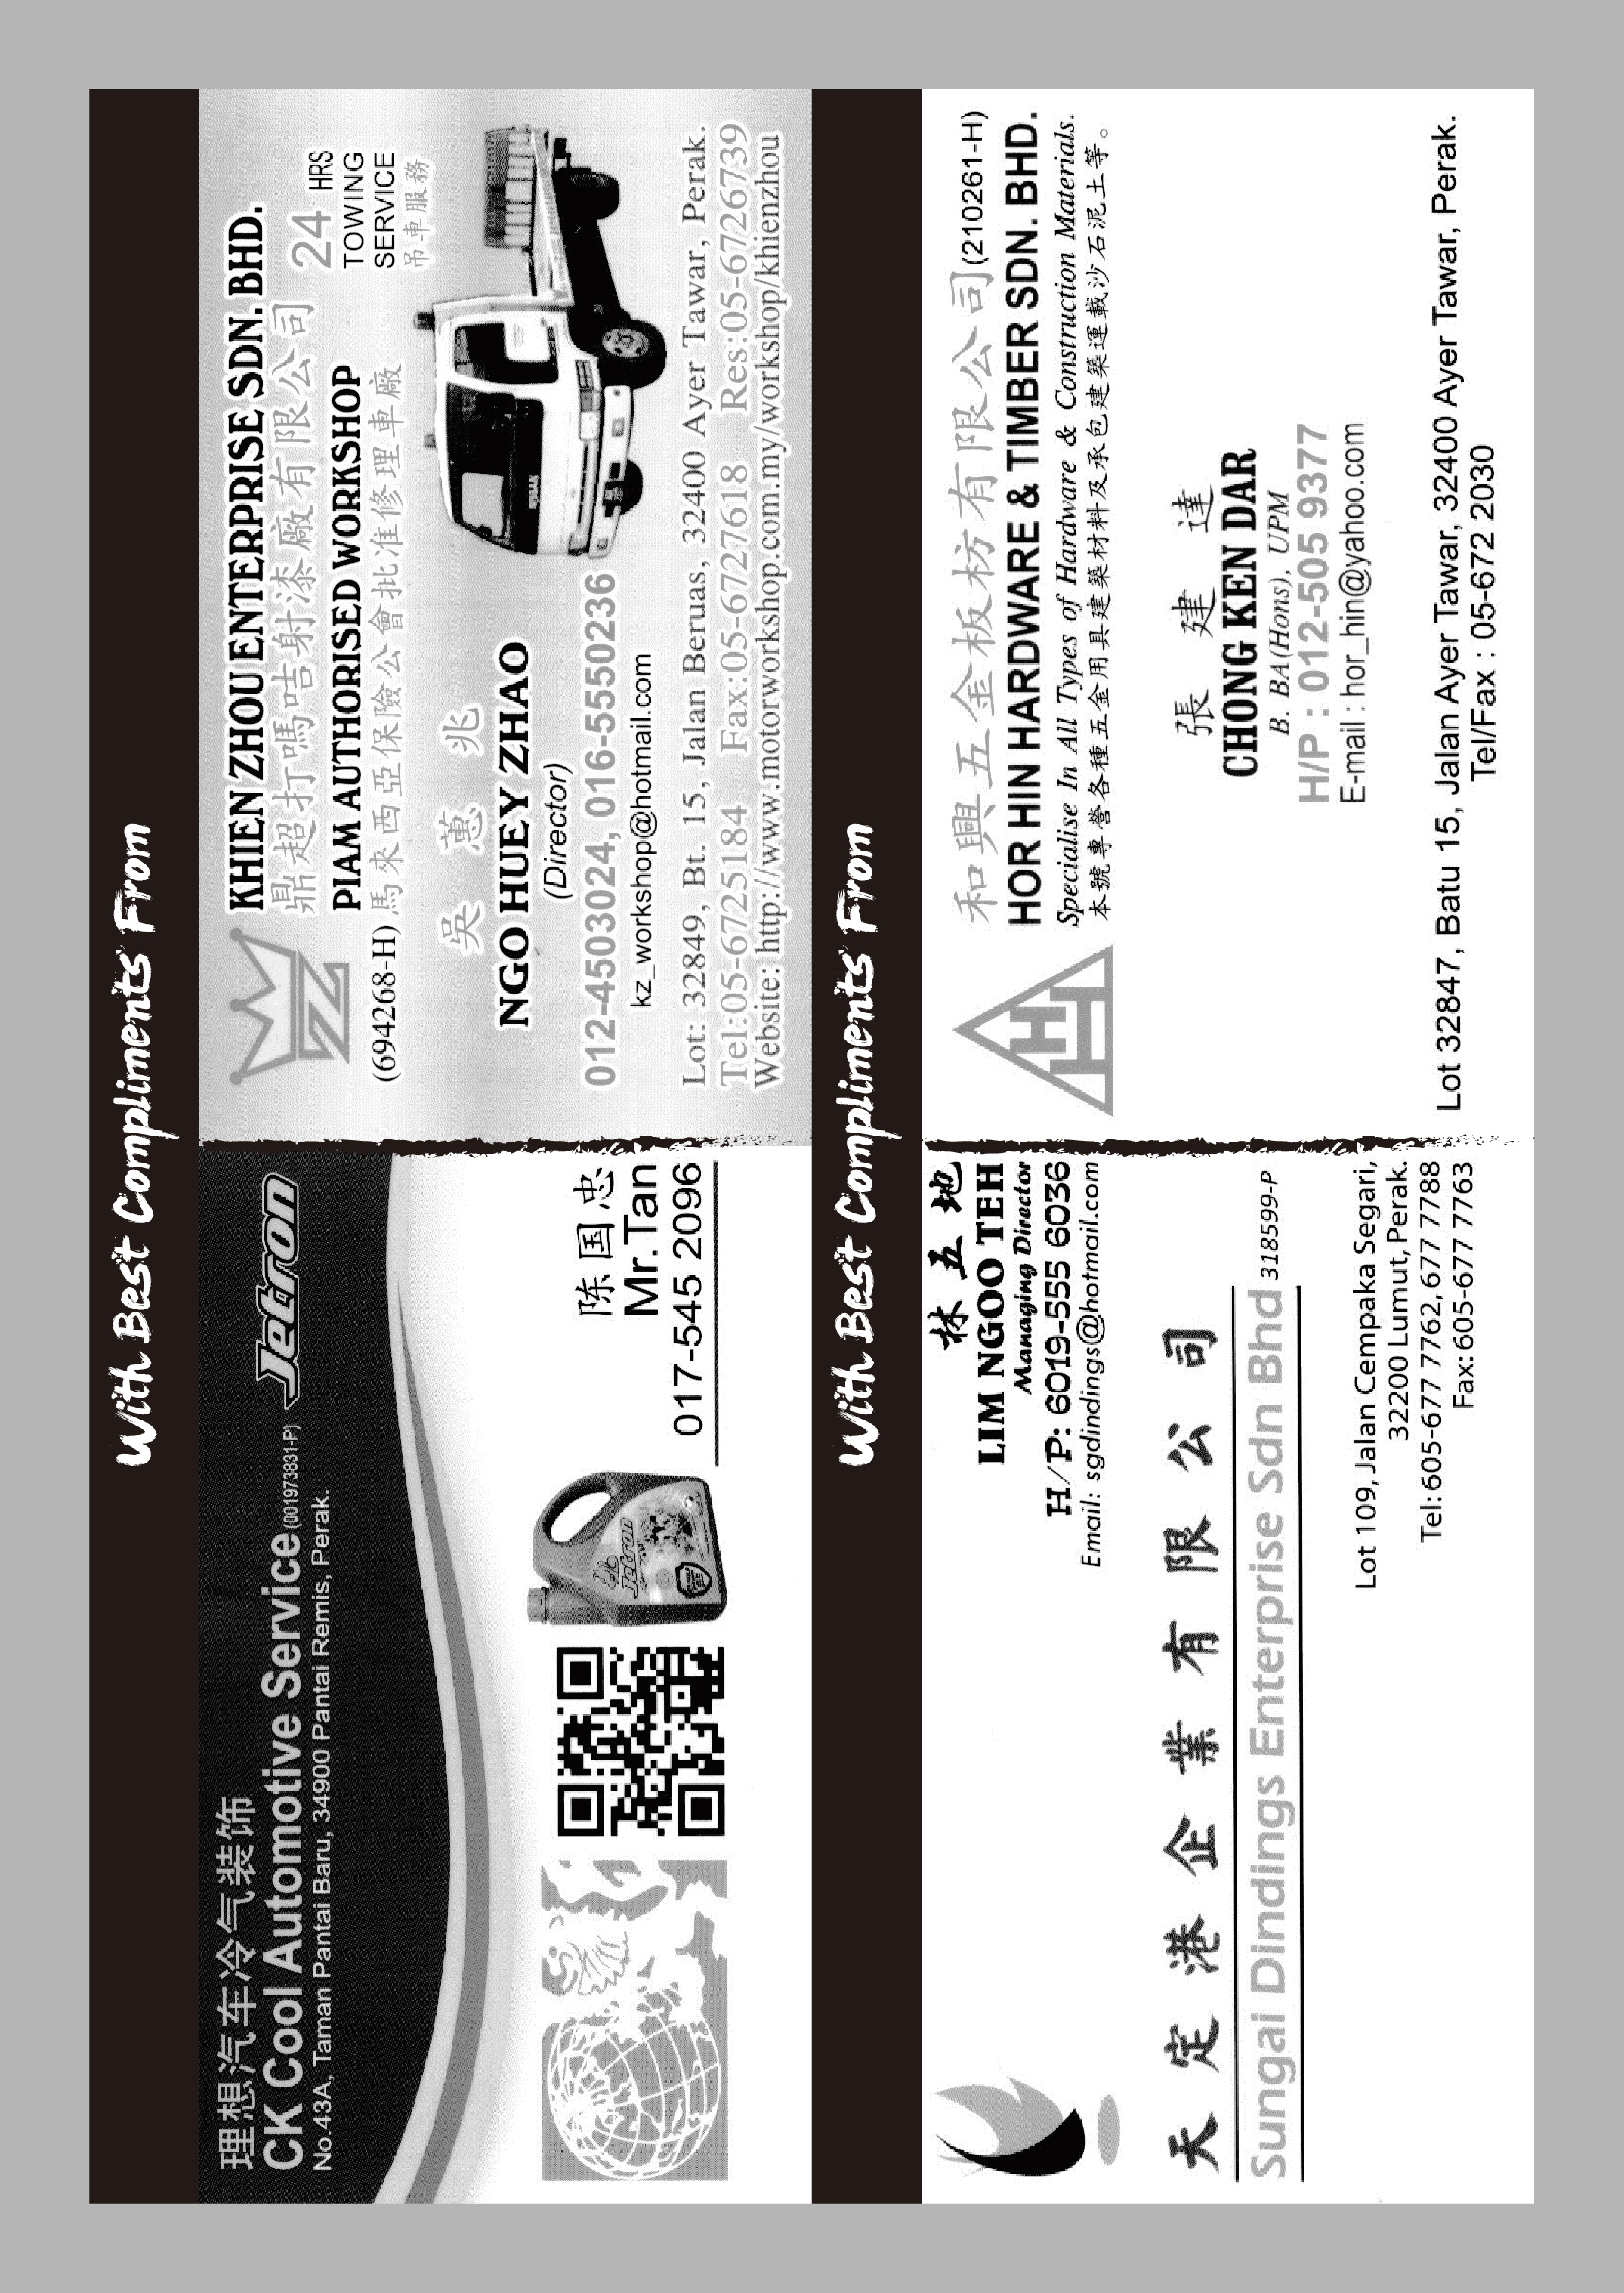 With Best Compliments From
理想汽车冷气装饰
CK Cool Automotive Service (001973831-P)
No.43A, Taman Pantai Baru, 34900 Pantai Remis, Perak.
Jetron
Jetron
陈国忠
Mr.Tan
017-545 2096
KHIEN ZHOU ENTERPRISE SDN. BHD.
鼎超打嗎咭射漆廠有限公司
PIAM AUTHORISED WORKSHOP
(694268-H) 馬來西亞保險公會批准修理車廠
24 HRS
TOWING
SERVICE
吊車服務
吳蕙兆
NGO HUEY ZHAO
(Director)
012-4503024, 016-5550236
kz_workshop@hotmail.com
NISSAN
Lot: 32849, Bt. 15, Jalan Beruas, 32400 Ayer Tawar, Perak.
Tel:05-6725184 Fax:05-6727618 Res:05-6726739
Website: http://www.motorworkshop.com.my/workshop/khienzhou
With Best Compliments From
林五地
LIM NGOO TEH
Managing Director
H/P: 6019-555 6036
Email: sgdindings@hotmail.com
天定港企業有限公司
Sungai Dindings Enterprise Sdn Bhd 318599-P
Lot 109, Jalan Cempaka Segari,
32200 Lumut, Perak.
Tel: 605-677 7762, 677 7788
Fax: 605-677 7763
和興五金板枋有限公司 (210261-H)
HOR HIN HARDWARE & TIMBER SDN. BHD.
Specialise In All Types of Hardware & Construction Materials.
本號專營各種五金用具建築材料及承包建築運載沙石泥土等。
張建達
CHONG KEN DAR
B. BA(Hons), UPM
H/P : 012-505 9377
E-mail : hor_hin@yahoo.com
Lot 32847, Batu 15, Jalan Ayer Tawar, 32400 Ayer Tawar, Perak.
Tel/Fax : 05-672 2030